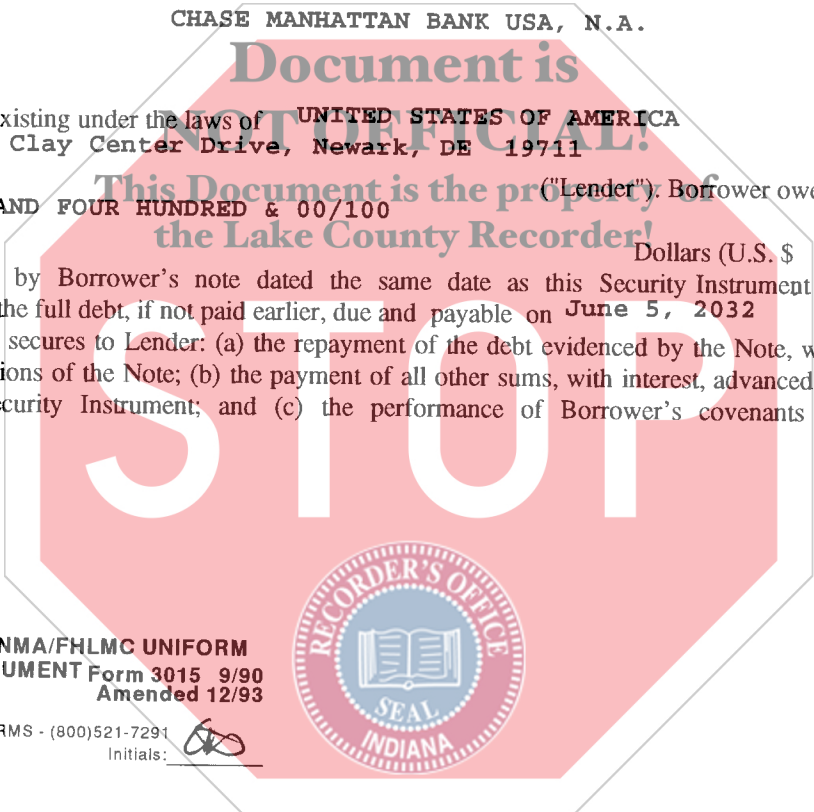 CHASE MANHATTAN BANK USA, N.A.
Document is
NOT OFFICIAL!
xisting under the laws of UNITED STATES OF AMERICA
Clay Center Drive, Newark, DE 19711
This Document is the property of
("Lender"). Borrower owe
AND FOUR HUNDRED & 00/100
the Lake County Recorder!
Dollars (U.S. $
by Borrower's note dated the same date as this Security Instrument
the full debt, if not paid earlier, due and payable on June 5, 2032
secures to Lender: (a) the repayment of the debt evidenced by the Note, w
ions of the Note; (b) the payment of all other sums, with interest, advanced
curity Instrument; and (c) the performance of Borrower's covenants
STOP
RECORDER'S OFFICE
SEAL
INDIANA
NMA/FHLMC UNIFORM
UMENT Form 3015 9/90
Amended 12/93
RMS - (800)521-7291
Initials: